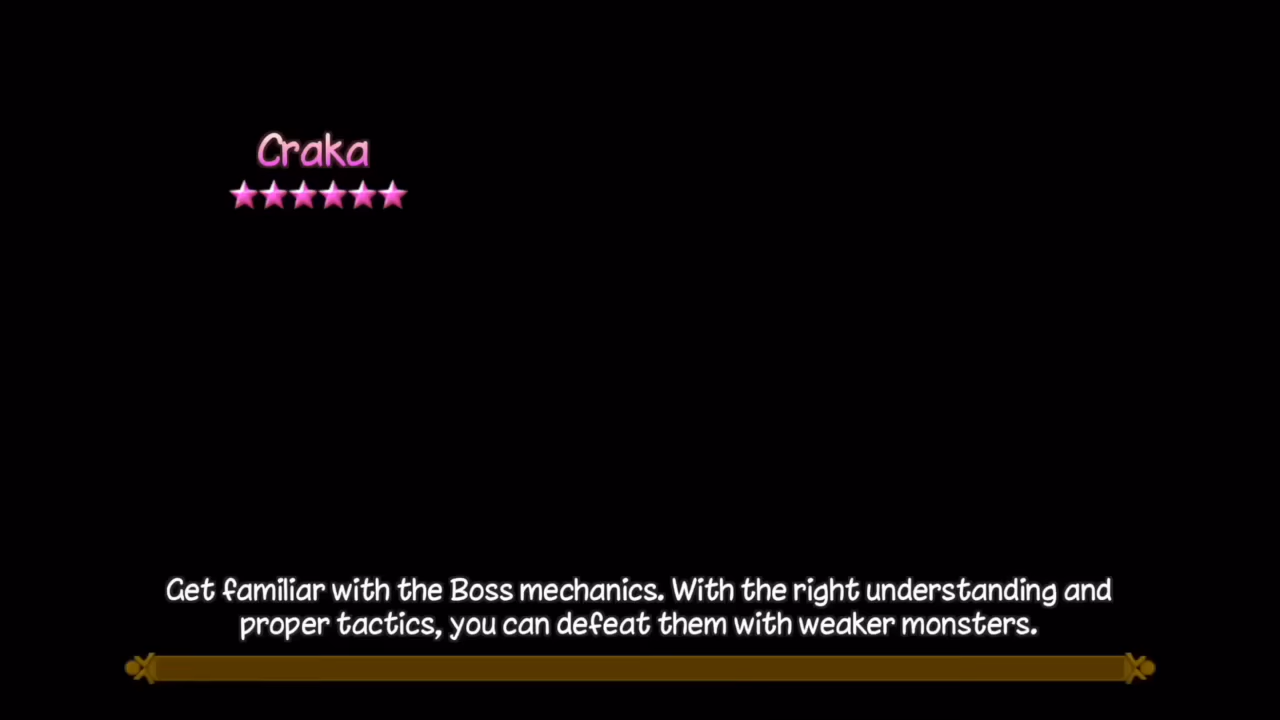 Craka
Get familiar with the Boss mechanics. With the right understanding and
proper tactics, you can defeat them with weaker monsters.